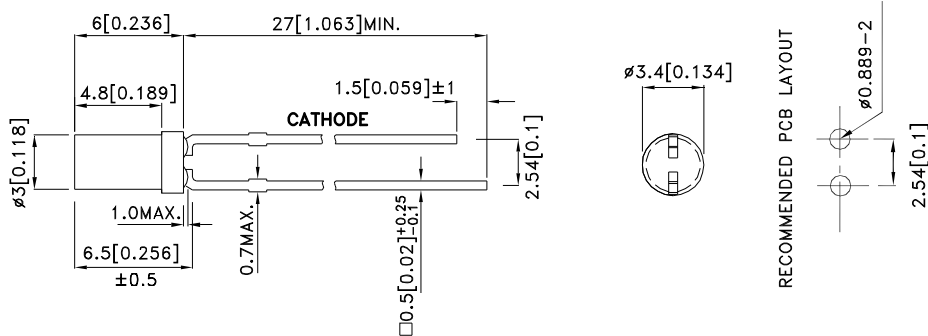 6[0.236]
27[1.063]MIN.
4.8[0.189]
1.5[0.059]±1
CATHODE
ø3[0.118]
2.54[0.1]
1.0MAX.
6.5[0.256]
±0.5
0.7MAX.
□0.5[0.02]+0.25 -0.1
ø3.4[0.134]
RECOMMENDED PCB LAYOUT
ø0.889-2
2.54[0.1]